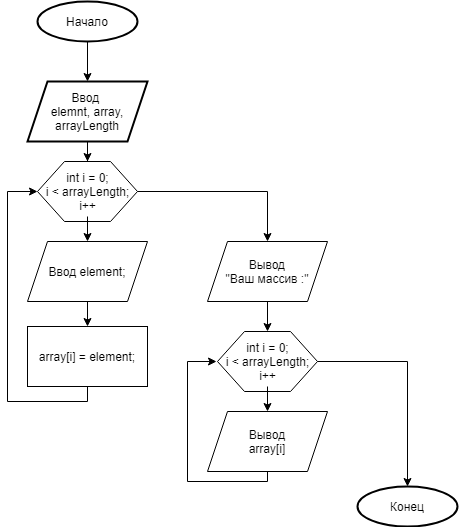 Начало
Ввод
elemnt, array,
arrayLength
int i = 0;
i < arrayLength;
i++
Ввод element;
array[i] = element;
Вывод
"Ваш массив :"
int i = 0;
i < arrayLength;
i++
Вывод
array[i]
Конец